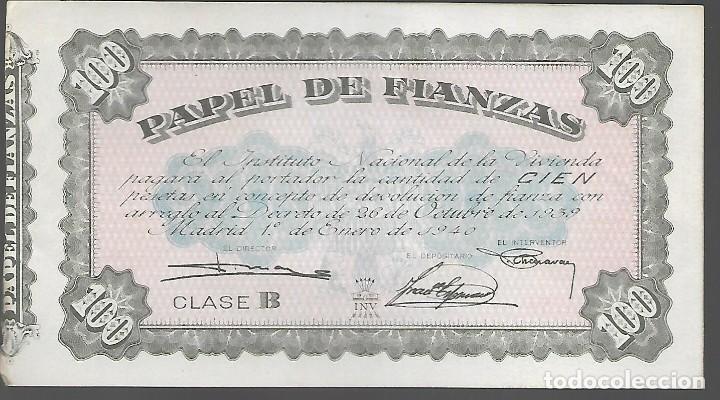 100 100
PAPEL DE FIANZAS
PAPEL DE FIANZAS
El Instituto Nacional de la Vivienda
pagará al portador la cantidad de CIEN
pesetas en concepto de devolucion de fianza con
arreglo al Decreto de 26 de Octubre de 1939
Madrid 1º de Enero de 1940
EL DIRECTOR EL DEPOSITARIO EL INTERVENTOR
CLASE B INV
100 100
todocoleccion